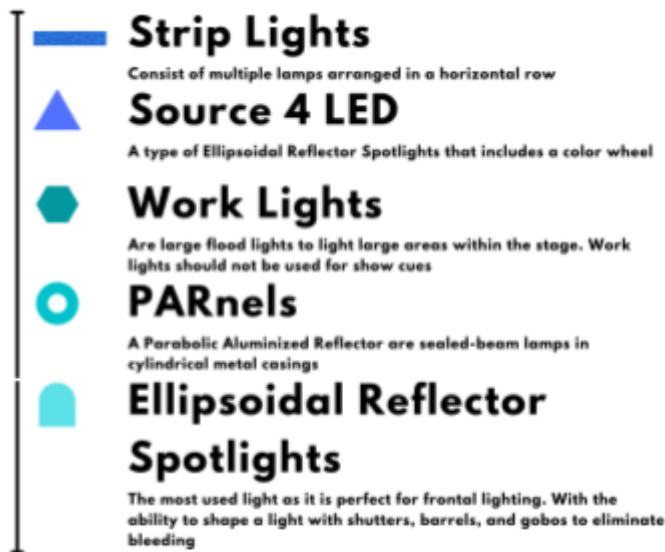 Strip Lights
Consist of multiple lamps arranged in a horizontal row
Source 4 LED
A type of Ellipsoidal Reflector Spotlights that includes a color wheel
Work Lights
Are large flood lights to light large areas within the stage. Work
lights should not be used for show cues
PARnels
A Parabolic Aluminized Reflector are sealed-beam lamps in
cylindrical metal casings
Ellipsoidal Reflector
Spotlights
The most used light as it is perfect for frontal lighting. With the
ability to shape a light with shutters, barrels, and gobos to eliminate
bleeding